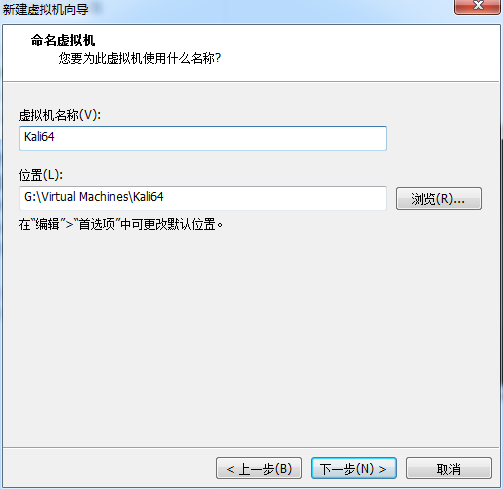 新建虚拟机向导
命名虚拟机
您要为此虚拟机使用什么名称?
虚拟机名称(V):
Kali64
位置(L):
G:\Virtual Machines\Kali64
浏览(R)...
在“编辑”>“首选项”中可更改默认位置。
< 上一步(B)
下一步(N) >
取消